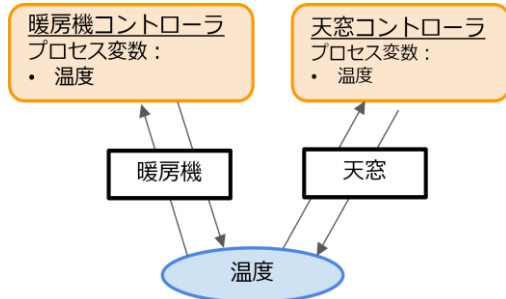 暖房機コントローラ
プロセス変数：
• 温度
天窓コントローラ
プロセス変数：
• 温度
暖房機
天窓
温度